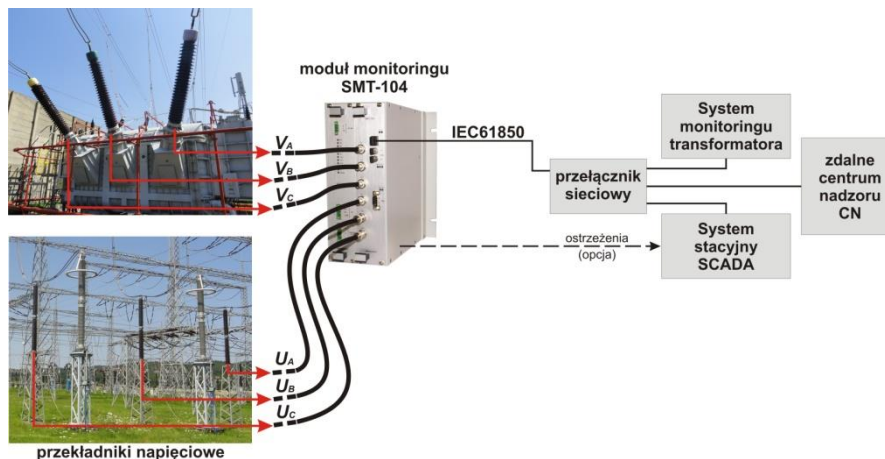 moduł monitoringu
SMT-104
VA
VB
VC
IEC61850
System
monitoringu
transformatora
przełącznik
sieciowy
zdalne
centrum
nadzoru
CN
ostrzeżenia
(opcja)
System
stacyjny
SCADA
UA
UB
UC
przekładniki napięciowe